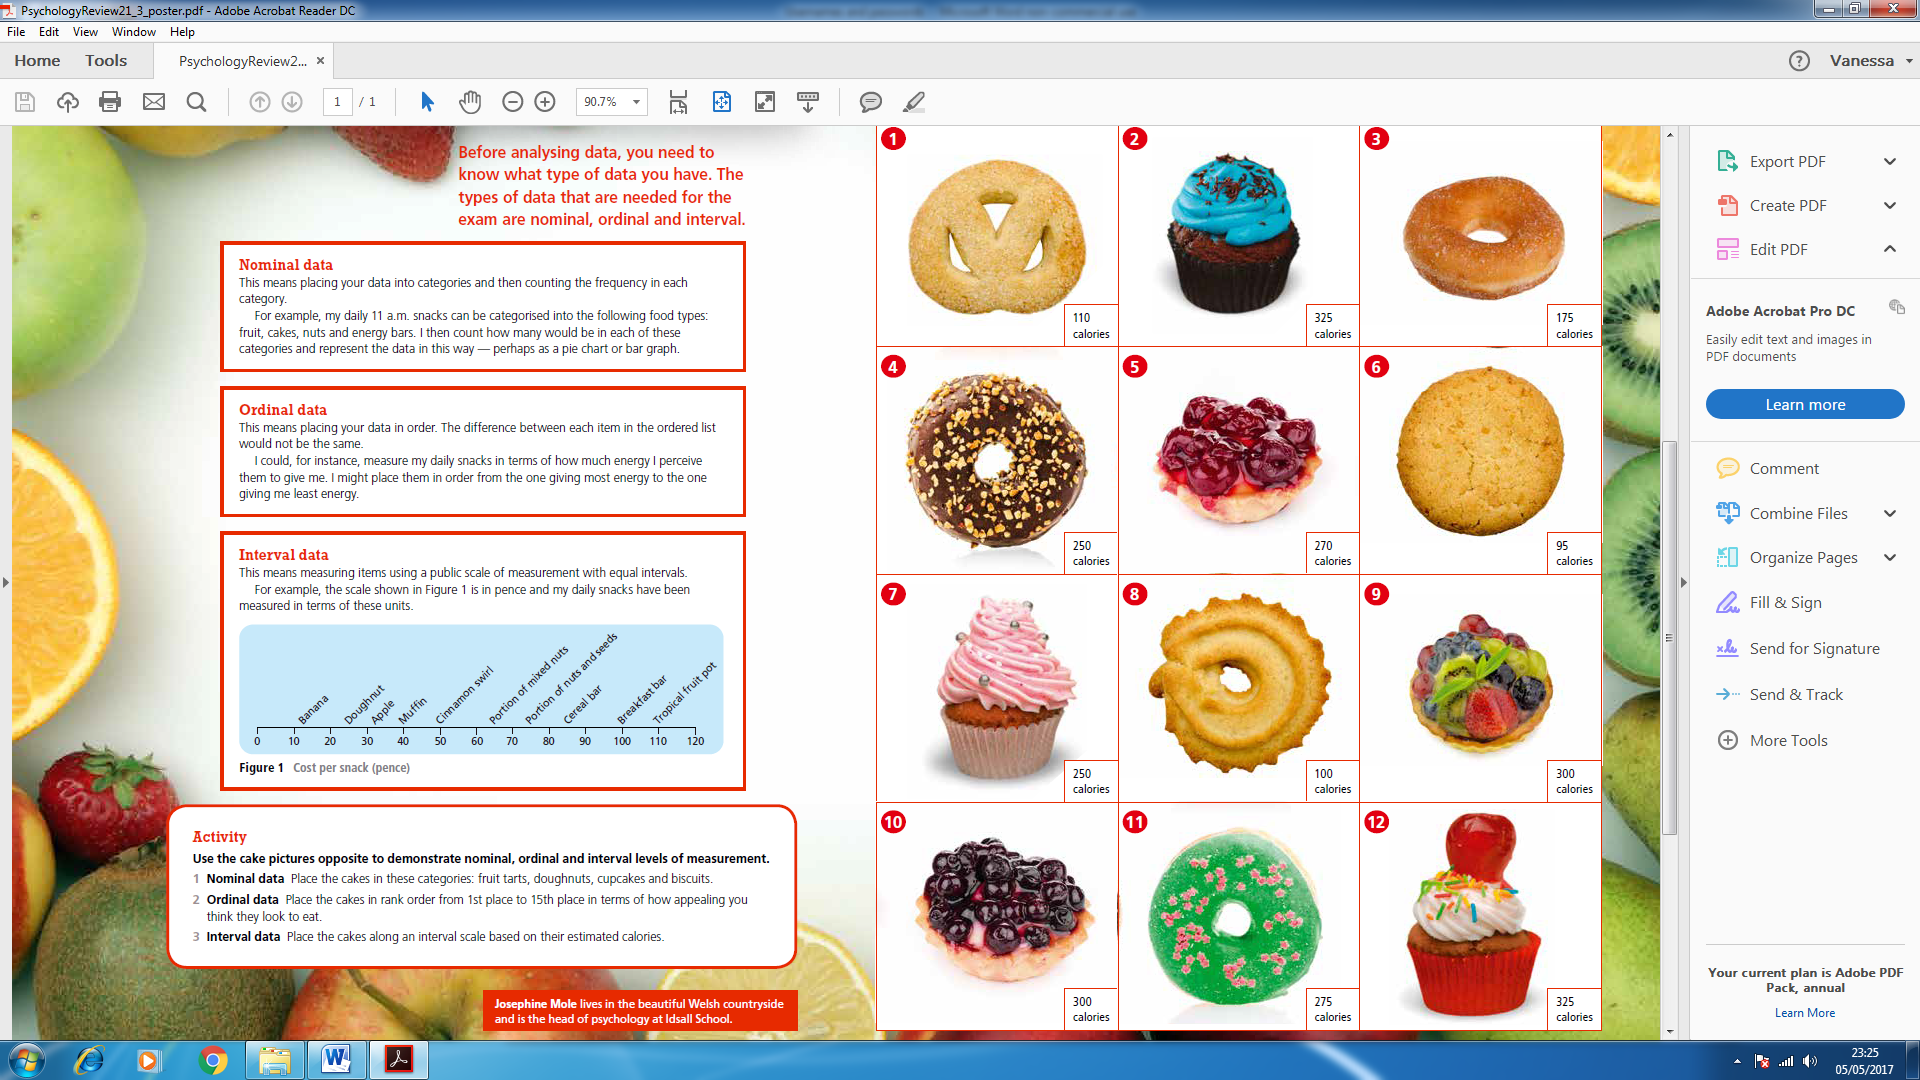 PsychologyReview21_3_poster.pdf - Adobe Acrobat Reader DC
File Edit View Window Help
Home Tools PsychologyReview2... × Vanessa
1 / 1 90.7%
Before analysing data, you need to
know what type of data you have. The
types of data that are needed for the
exam are nominal, ordinal and interval.
Nominal data
This means placing your data into categories and then counting the frequency in each
category.
For example, my daily 11 a.m. snacks can be categorised into the following food types:
fruit, cakes, nuts and energy bars. I then count how many would be in each of these
categories and represent the data in this way — perhaps as a pie chart or bar graph.
Ordinal data
This means placing your data in order. The difference between each item in the ordered list
would not be the same.
I could, for instance, measure my daily snacks in terms of how much energy I perceive
them to give me. I might place them in order from the one giving most energy to the one
giving me least energy.
Interval data
This means measuring items using a public scale of measurement with equal intervals.
For example, the scale shown in Figure 1 is in pence and my daily snacks have been
measured in terms of these units.
Banana
Doughnut
Apple
Muffin
Cinnamon swirl
Portion of mixed nuts
Portion of nuts and seeds
Cereal bar
Breakfast bar
Tropical fruit pot
0 10 20 30 40 50 60 70 80 90 100 110 120
Figure 1 Cost per snack (pence)
Activity
Use the cake pictures opposite to demonstrate nominal, ordinal and interval levels of measurement.
1 Nominal data Place the cakes in these categories: fruit tarts, doughnuts, cupcakes and biscuits.
2 Ordinal data Place the cakes in rank order from 1st place to 15th place in terms of how appealing you
think they look to eat.
3 Interval data Place the cakes along an interval scale based on their estimated calories.
Josephine Mole lives in the beautiful Welsh countryside
and is the head of psychology at Idsall School.
1
110
calories
2
325
calories
3
175
calories
4
250
calories
5
270
calories
6
95
calories
7
250
calories
8
100
calories
9
300
calories
10
300
calories
11
275
calories
12
325
calories
Export PDF
Create PDF
Edit PDF
Adobe Acrobat Pro DC
Easily edit text and images in
PDF documents
Learn more
Comment
Combine Files
Organize Pages
Fill & Sign
Send for Signature
Send & Track
More Tools
Your current plan is Adobe PDF
Pack, annual
Learn More
23:25
05/05/2017